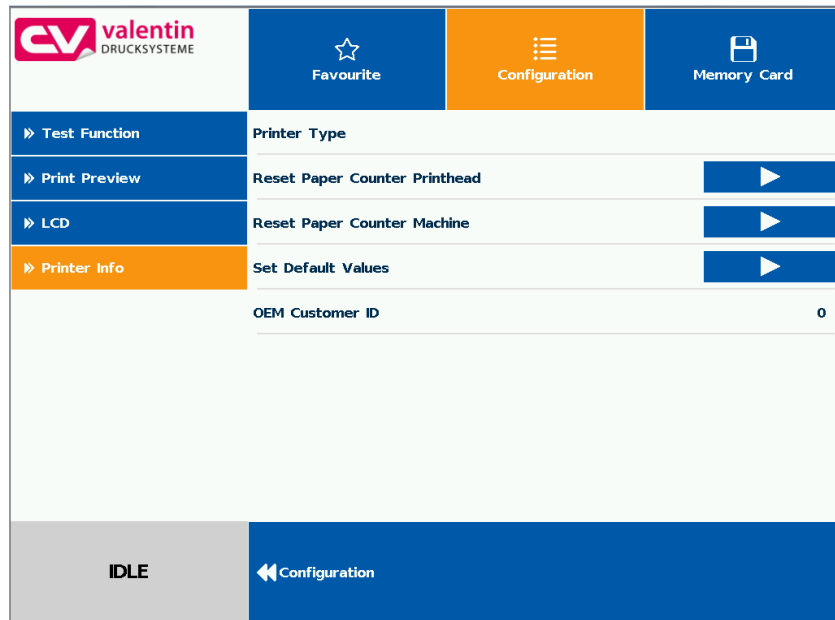 CV valentin
DRUCKSYSTEME
Favourite
Configuration
Memory Card
Test Function
Print Preview
LCD
Printer Info
Printer Type
Reset Paper Counter Printhead
Reset Paper Counter Machine
Set Default Values
OEM Customer ID 0
IDLE
Configuration